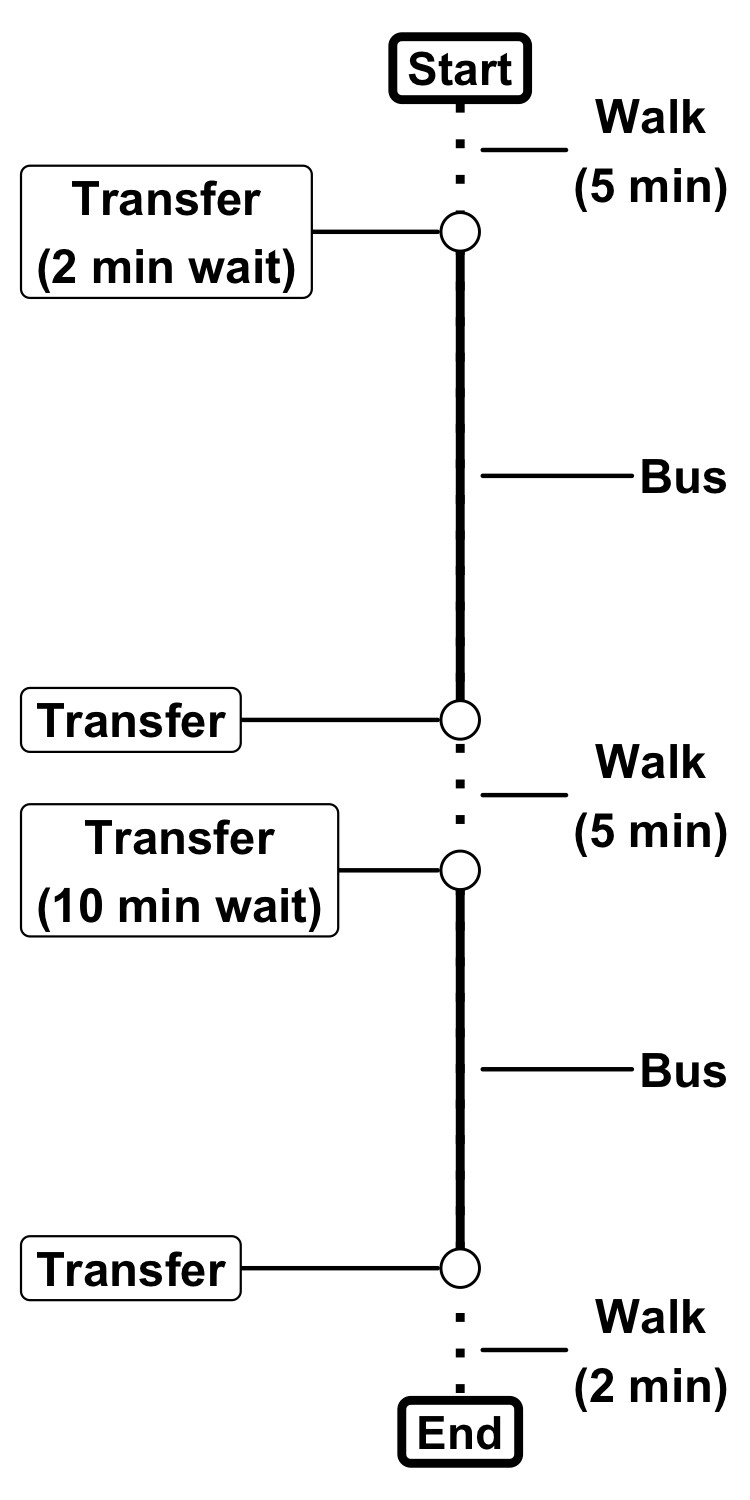 Start
Walk
(5 min)
Transfer
(2 min wait)
Bus
Transfer
Walk
(5 min)
Transfer
(10 min wait)
Bus
Transfer
Walk
(2 min)
End